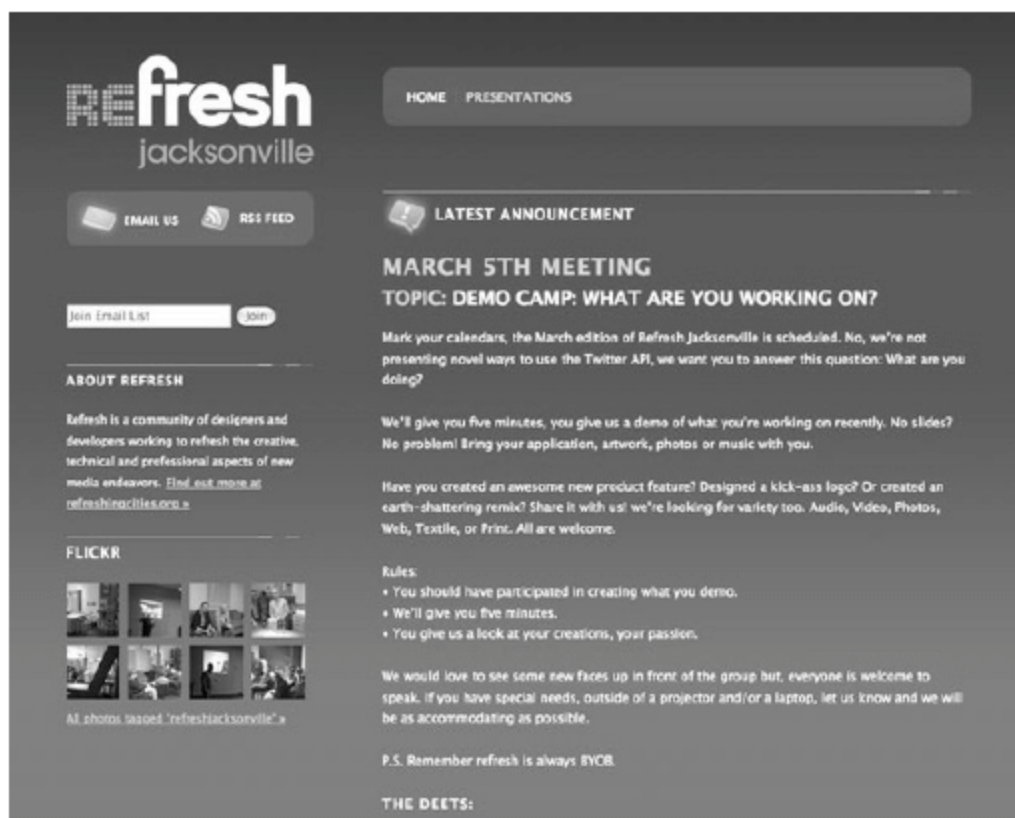 REfresh
jacksonville
HOME
PRESENTATIONS
EMAIL US
RSS FEED
Join Email List
Join
ABOUT REFRESH
Refresh is a community of designers and
developers working to refresh the creative,
technical and professional aspects of new
media endeavors. Find out more at
refreshingcities.org »
FLICKR
All photos tagged "refreshjacksonville" »
LATEST ANNOUNCEMENT
MARCH 5TH MEETING
TOPIC: DEMO CAMP: WHAT ARE YOU WORKING ON?
Mark your calendars, the March edition of Refresh Jacksonville is scheduled. No, we're not
presenting novel ways to use the Twitter API, we want you to answer this question: What are you
doing?
We'll give you five minutes, you give us a demo of what you're working on recently. No slides?
No problem! Bring your application, artwork, photos or music with you.
Have you created an awesome new product feature? Designed a kick-ass logo? Or created an
earth-shattering remix? Share it with us! we're looking for variety too. Audio, Video, Photos,
Web, Textile, or Print. All are welcome.
Rules:
• You should have participated in creating what you demo.
• We'll give you five minutes.
• You give us a look at your creations, your passion.
We would love to see some new faces up in front of the group but, everyone is welcome to
speak. If you have special needs, outside of a projector and/or a laptop, let us know and we will
be as accommodating as possible.
P.S. Remember refresh is always BYOB.
THE DEETS: